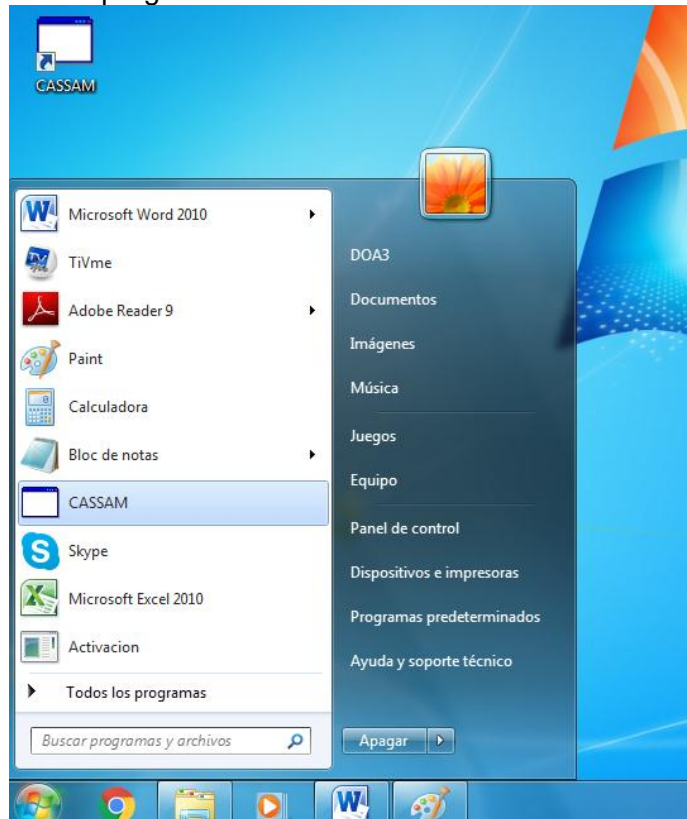 CASSAM
Microsoft Word 2010
TiVme
Adobe Reader 9
Paint
Calculadora
Bloc de notas
CASSAM
Skype
Microsoft Excel 2010
Activacion
Todos los programas
Buscar programas y archivos
DOA3
Documentos
Imágenes
Música
Juegos
Equipo
Panel de control
Dispositivos e impresoras
Programas predeterminados
Ayuda y soporte técnico
Apagar